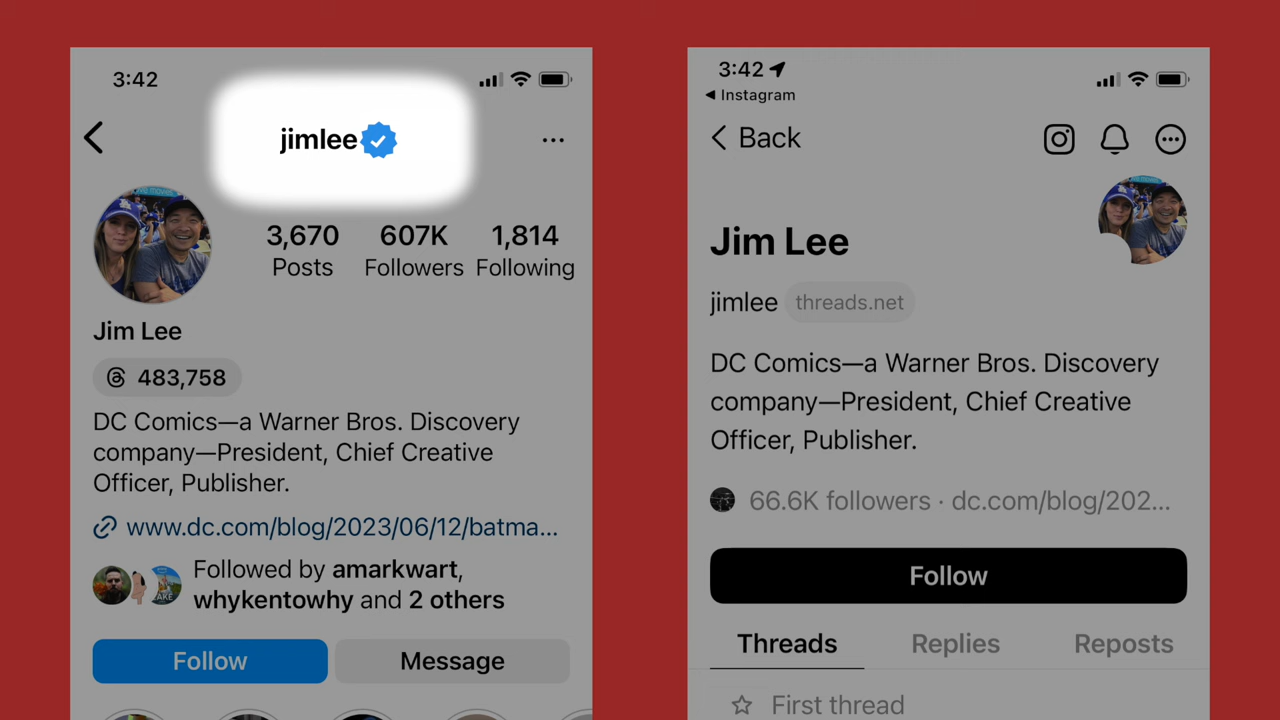 3:42
jimlee
3,670 607K 1,814
Posts Followers Following
Jim Lee
483,758
DC Comics—a Warner Bros. Discovery
company—President, Chief Creative
Officer, Publisher.
www.dc.com/blog/2023/06/12/batma...
Followed by amarkwart,
whykentowhy and 2 others
Follow Message
3:42
Instagram
Back
Jim Lee
jimlee threads.net
DC Comics—a Warner Bros. Discovery
company—President, Chief Creative
Officer, Publisher.
66.6K followers · dc.com/blog/202...
Follow
Threads Replies Reposts
First thread